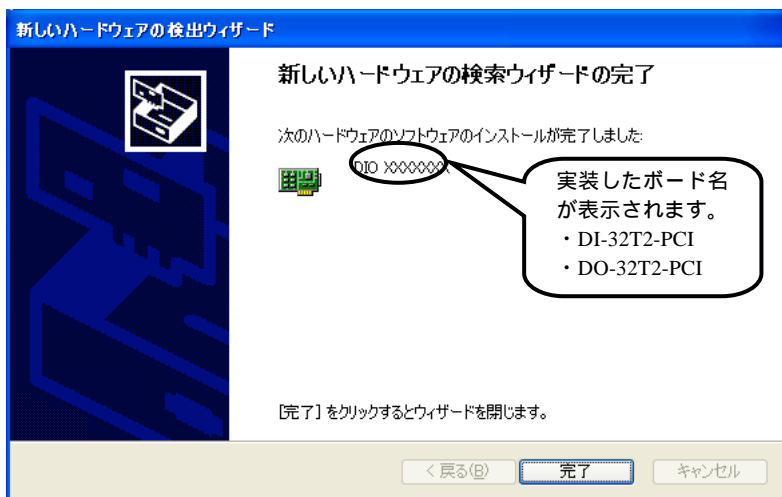 新しいハードウェアの検出ウィザード
新しいハードウェアの検索ウィザードの完了
次のハードウェアのソフトウェアのインストールが完了しました:
DIO XXXXXXX
実装したボード名
が表示されます。
・DI-32T2-PCI
・DO-32T2-PCI
[完了] をクリックするとウィザードを閉じます。
< 戻る(B)
完了
キャンセル